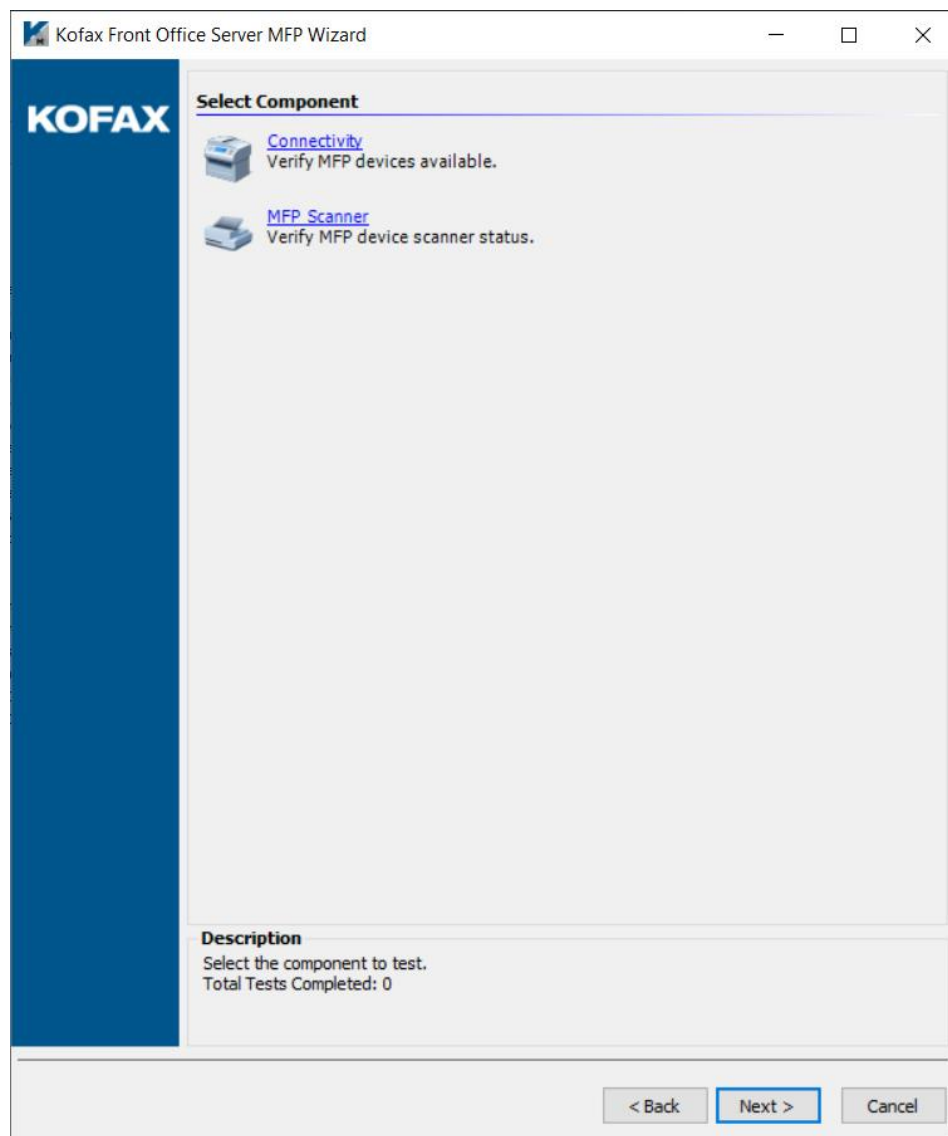 Kofax Front Office Server MFP Wizard
KOFAX
Select Component
Connectivity
Verify MFP devices available.
MFP Scanner
Verify MFP device scanner status.
Description
Select the component to test.
Total Tests Completed: 0
< Back
Next >
Cancel